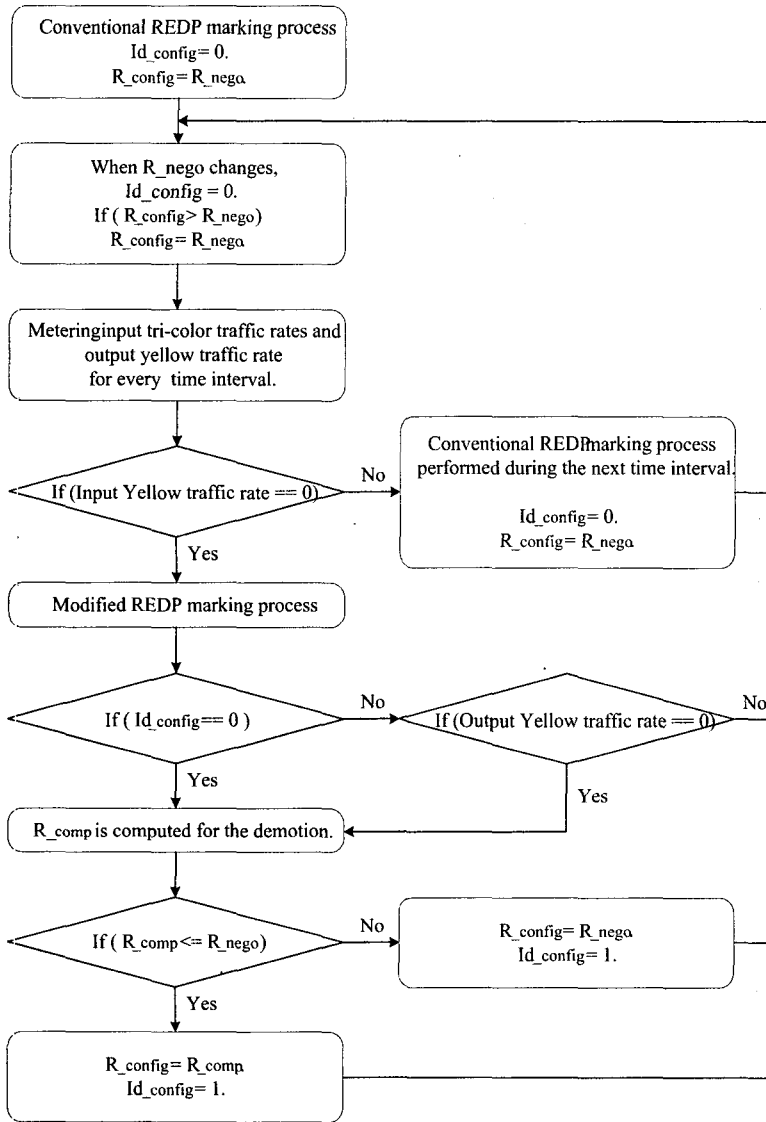 Conventional REDP marking process
Id_config= 0.
R_config= R_nego.
When R_nego changes,
Id_config = 0.
If ( R_config> R_nego)
R_config= R_nego.
Meteringinput tri-color traffic rates and
output yellow traffic rate
for every time interval.
If (Input Yellow traffic rate == 0)
No
Conventional REDPmarking process
performed during the next time interval.
Id_config= 0.
R_config= R_nego.
Yes
Modified REDP marking process
If ( Id_config== 0 )
No
If (Output Yellow traffic rate == 0)
No
Yes
Yes
R_comp is computed for the demotion.
If ( R_comp<= R_nego)
No
R_config= R_nego.
Id_config= 1.
Yes
R_config= R_comp.
Id_config= 1.